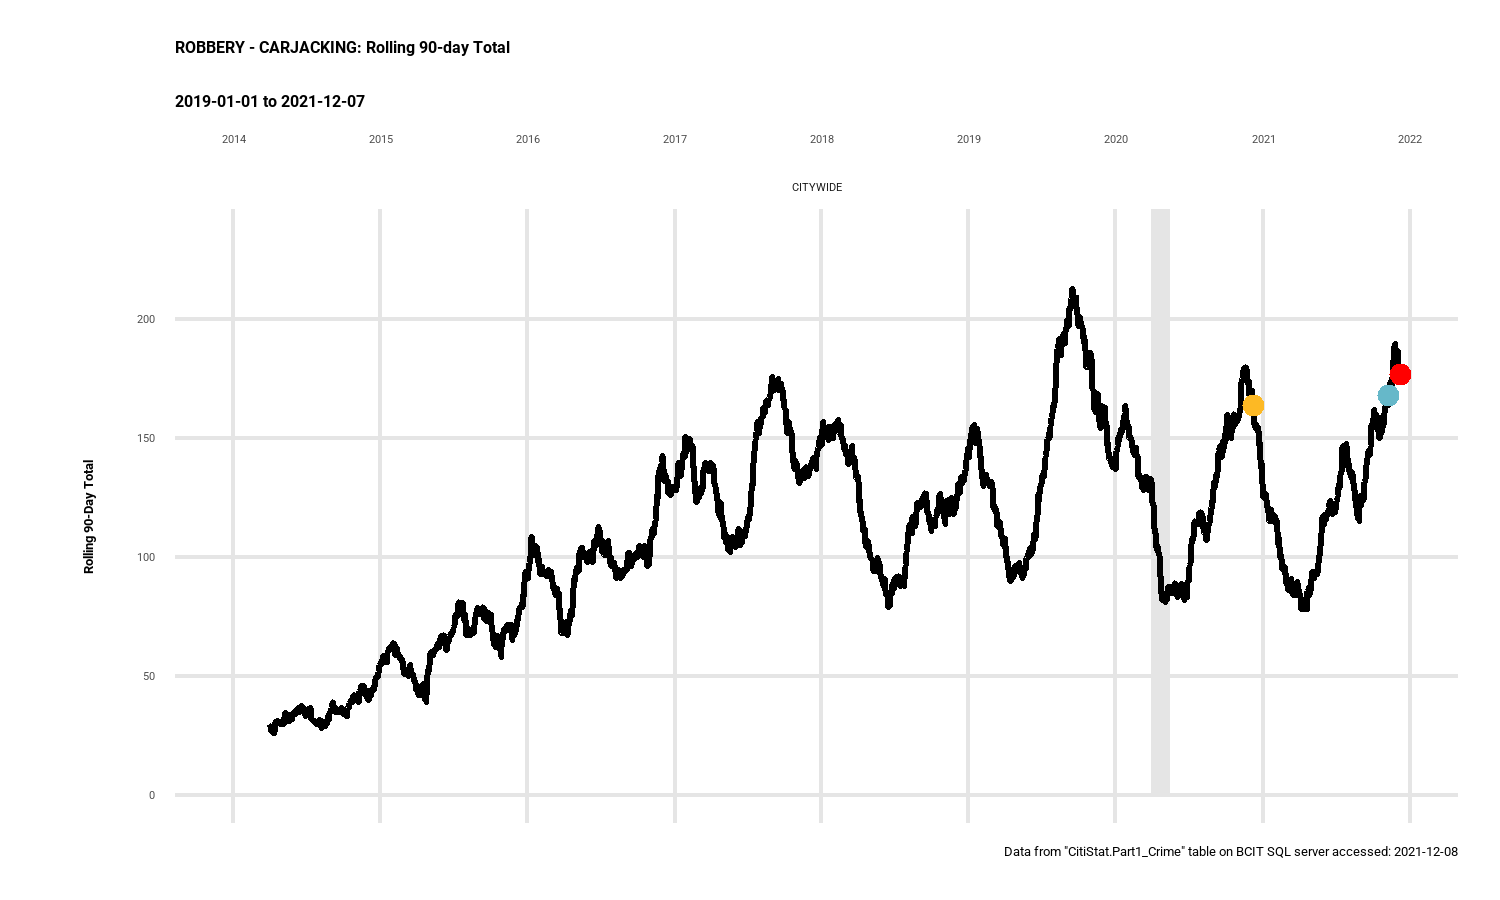 ROBBERY - CARJACKING: Rolling 90-day Total
2019-01-01 to 2021-12-07
2014 2015 2016 2017 2018 2019 2020 2021 2022
CITYWIDE
200
150
100
50
0
Rolling 90-Day Total
Data from "CitiStat.Part1_Crime" table on BCIT SQL server accessed: 2021-12-08